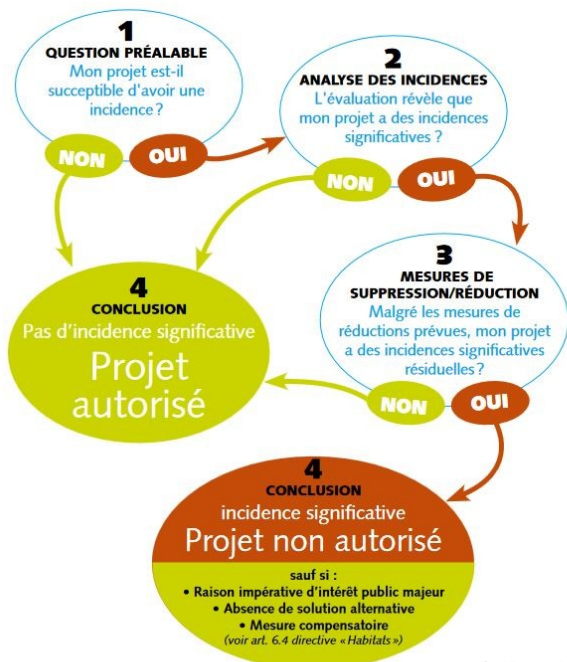 1
QUESTION PRÉALABLE
Mon projet est-il
succeptible d'avoir une
incidence ?
NON
OUI
2
ANALYSE DES INCIDENCES
L'évaluation révèle que
mon projet a des incidences
significatives ?
NON
OUI
3
MESURES DE
SUPPRESSION/RÉDUCTION
Malgré les mesures de
réductions prévues, mon projet
a des incidences significatives
résiduelles ?
NON
OUI
4
CONCLUSION
Pas d'incidence significative
Projet
autorisé
4
CONCLUSION
incidence significative
Projet non autorisé
sauf si :
• Raison impérative d'intérêt public majeur
• Absence de solution alternative
• Mesure compensatoire
(voir art. 6.4 directive « Habitats »)